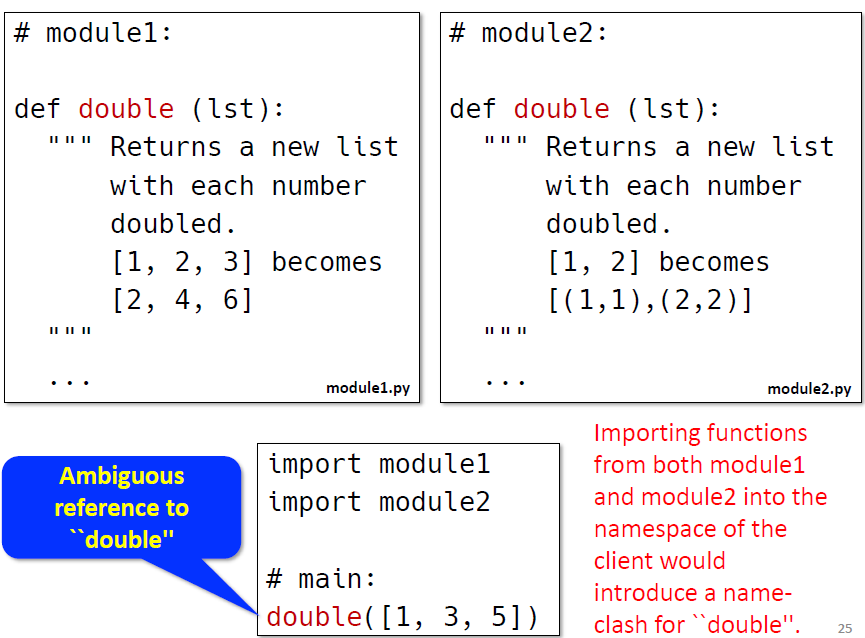 # module1:
def double (lst):
""" Returns a new list
with each number
doubled.
[1, 2, 3] becomes
[2, 4, 6]
"""
...
module1.py
# module2:
def double (lst):
""" Returns a new list
with each number
doubled.
[1, 2] becomes
[(1,1),(2,2)]
"""
...
module2.py
Ambiguous
reference to
``double''
import module1
import module2
# main:
double([1, 3, 5])
Importing functions
from both module1
and module2 into the
namespace of the
client would
introduce a name-
clash for ``double''.
25